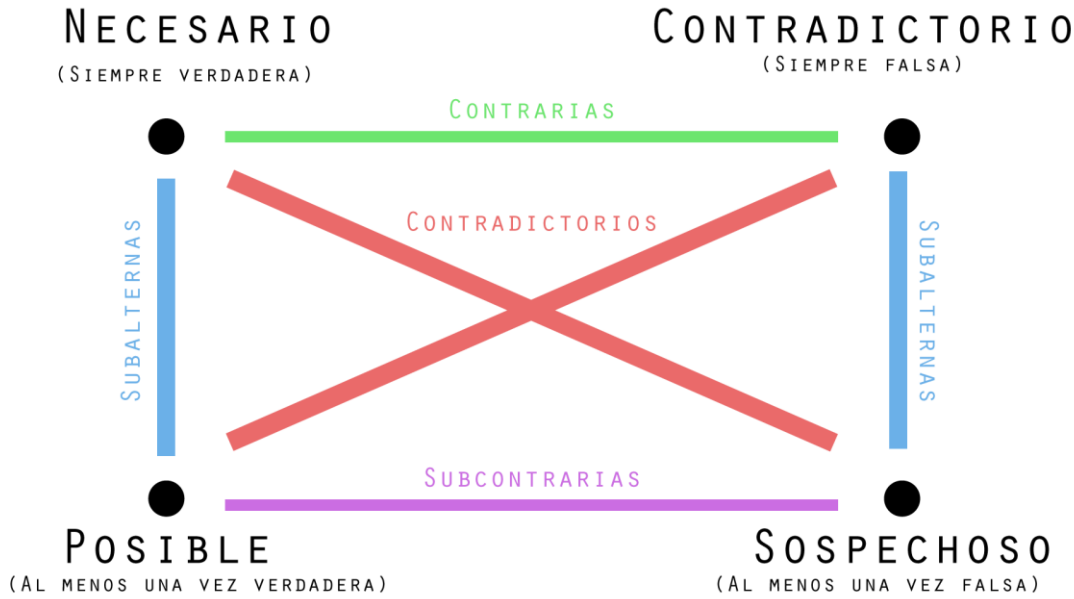 NECESARIO
(SIEMPRE VERDADERA)
CONTRADICTORIO
(SIEMPRE FALSA)
CONTRARIAS
CONTRADICTORIOS
SUBALTERNAS
SUBALTERNAS
SUBCONTRARIAS
POSIBLE
(AL MENOS UNA VEZ VERDADERA)
SOSPECHOSO
(AL MENOS UNA VEZ FALSA)